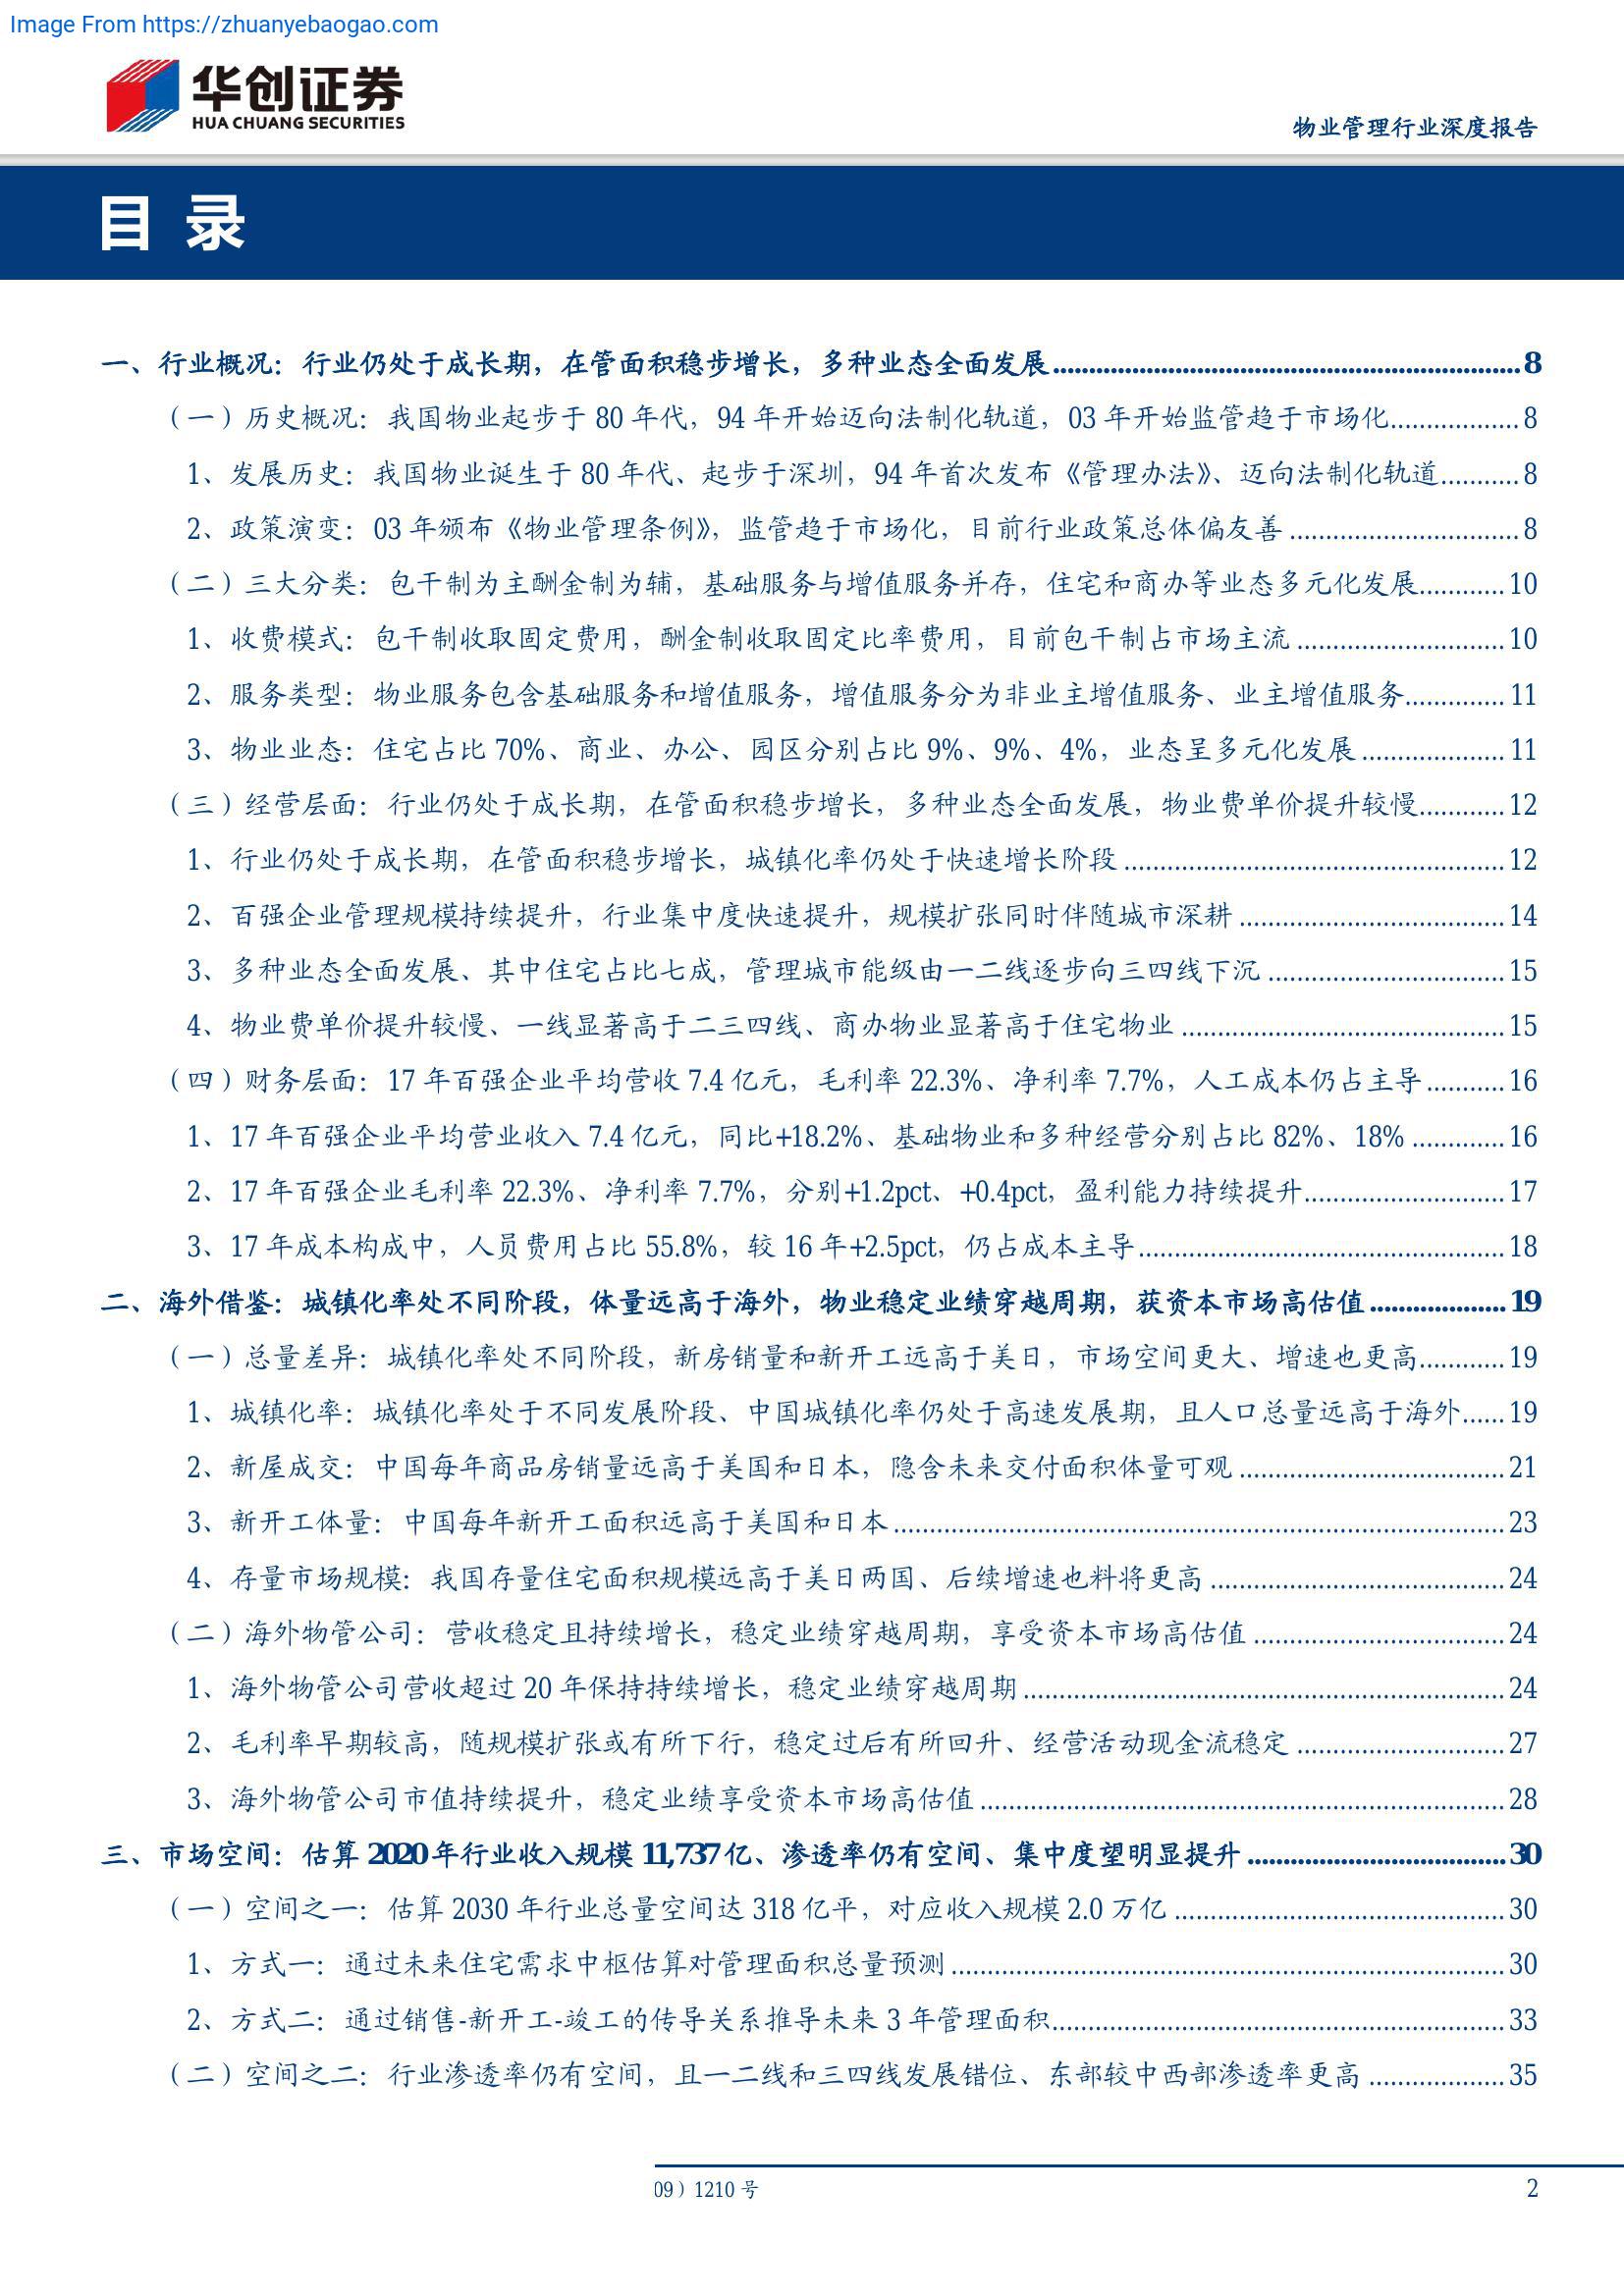 Image From https://zhuanyebaogao.com
华创证券
HUA CHUANG SECURITIES
物业管理行业深度报告
目 录
一、行业概况：行业仍处于成长期，在管面积稳步增长，多种业态全面发展................................................................8
（一）历史概况：我国物业起步于 80 年代，94 年开始迈向法制化轨道，03 年开始监管趋于市场化..................8
1、发展历史：我国物业诞生于 80 年代、起步于深圳，94 年首次发布《管理办法》、迈向法制化轨道...........8
2、政策演变：03 年颁布《物业管理条例》，监管趋于市场化，目前行业政策总体偏友善................................8
（二）三大分类：包干制为主酬金制为辅，基础服务与增值服务并存，住宅和商办等业态多元化发展............10
1、收费模式：包干制收取固定费用，酬金制收取固定比率费用，目前包干制占市场主流.............................10
2、服务类型：物业服务包含基础服务和增值服务，增值服务分为非业主增值服务、业主增值服务..............11
3、物业业态：住宅占比 70%、商业、办公、园区分别占比 9%、9%、4%，业态呈多元化发展....................11
（三）经营层面：行业仍处于成长期，在管面积稳步增长，多种业态全面发展，物业费单价提升较慢............12
1、行业仍处于成长期，在管面积稳步增长，城镇化率仍处于快速增长阶段.....................................................12
2、百强企业管理规模持续提升，行业集中度快速提升，规模扩张同时伴随城市深耕.....................................14
3、多种业态全面发展、其中住宅占比七成，管理城市能级由一二线逐步向三四线下沉.................................15
4、物业费单价提升较慢、一线显著高于二三四线、商办物业显著高于住宅物业.............................................15
（四）财务层面：17 年百强企业平均营收 7.4 亿元，毛利率 22.3%、净利率 7.7%，人工成本仍占主导...........16
1、17 年百强企业平均营业收入 7.4 亿元，同比+18.2%、基础物业和多种经营分别占比 82%、18%.............16
2、17 年百强企业毛利率 22.3%、净利率 7.7%，分别+1.2pct、+0.4pct，盈利能力持续提升............................17
3、17 年成本构成中，人员费用占比 55.8%，较 16 年+2.5pct，仍占成本主导...................................................18
二、海外借鉴：城镇化率处不同阶段，体量远高于海外，物业稳定业绩穿越周期，获资本市场高估值...................19
（一）总量差异：城镇化率处不同阶段，新房销量和新开工远高于美日，市场空间更大、增速也更高............19
1、城镇化率：城镇化率处于不同发展阶段、中国城镇化率仍处于高速发展期，且人口总量远高于海外......19
2、新屋成交：中国每年商品房销量远高于美国和日本，隐含未来交付面积体量可观.....................................21
3、新开工体量：中国每年新开工面积远高于美国和日本.....................................................................................23
4、存量市场规模：我国存量住宅面积规模远高于美日两国、后续增速也料将更高.........................................24
（二）海外物管公司：营收稳定且持续增长，稳定业绩穿越周期，享受资本市场高估值...................................24
1、海外物管公司营收超过 20 年保持持续增长，稳定业绩穿越周期...................................................................24
2、毛利率早期较高，随规模扩张或有所下行，稳定过后有所回升、经营活动现金流稳定.............................27
3、海外物管公司市值持续提升，稳定业绩享受资本市场高估值.........................................................................28
三、市场空间：估算 2020 年行业收入规模 11,737 亿、渗透率仍有空间、集中度望明显提升....................................30
（一）空间之一：估算 2030 年行业总量空间达 318 亿平，对应收入规模 2.0 万亿..............................................30
1、方式一：通过未来住宅需求中枢估算对管理面积总量预测.............................................................................30
2、方式二：通过销售-新开工-竣工的传导关系推导未来 3 年管理面积...............................................................33
（二）空间之二：行业渗透率仍有空间，且一二线和三四线发展错位、东部较中西部渗透率更高...................35
09）1210 号
2